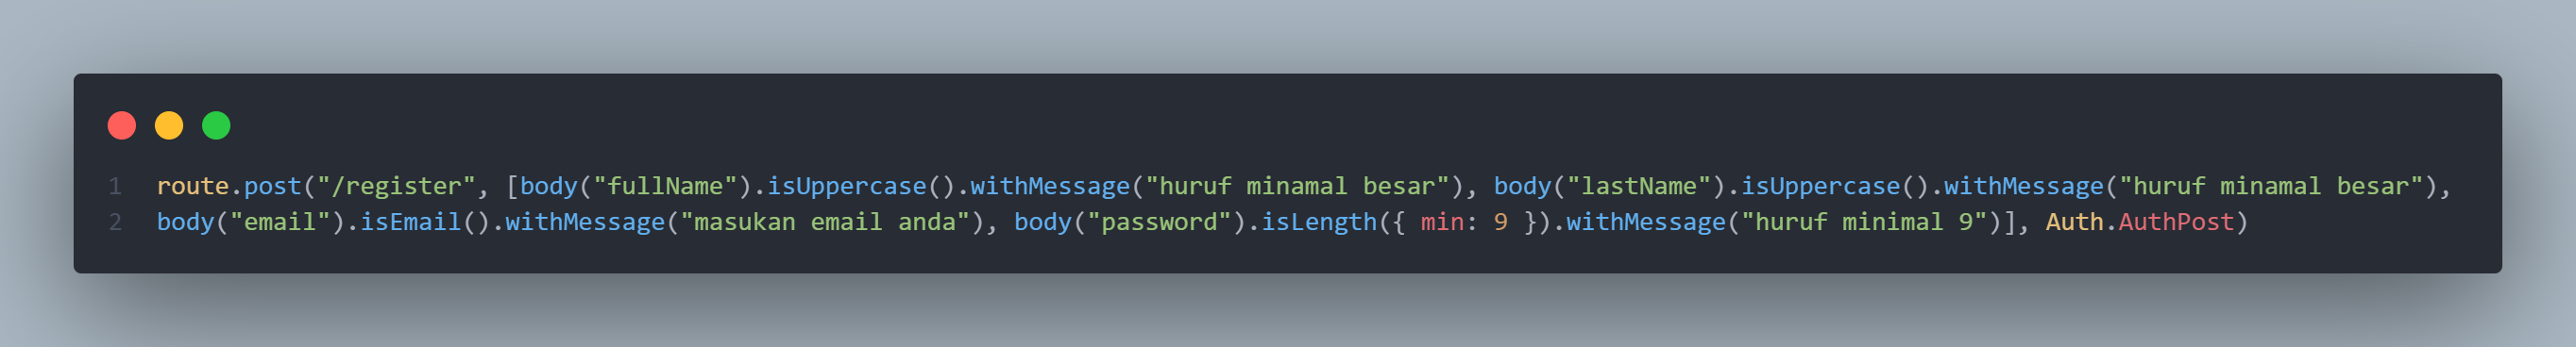 1 route.post("/register", [body("fullName").isUppercase().withMessage("huruf minamal besar"), body("lastName").isUppercase().withMessage("huruf minamal besar"),
2 body("email").isEmail().withMessage("masukan email anda"), body("password").isLength({ min: 9 }).withMessage("huruf minimal 9")], Auth.AuthPost)